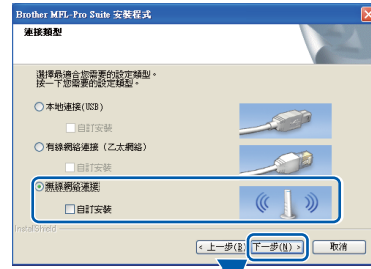 Brother MFL-Pro Suite 安裝程式
連接類型
選擇最適合您需要的設定類型。
按一下您需要的設定類型。
本地連接(USB)
自訂安裝
有線網絡連接（乙太網絡）
自訂安裝
無線網絡連接
自訂安裝
InstallShield
< 上一步(B) 下一步(N) > 取消